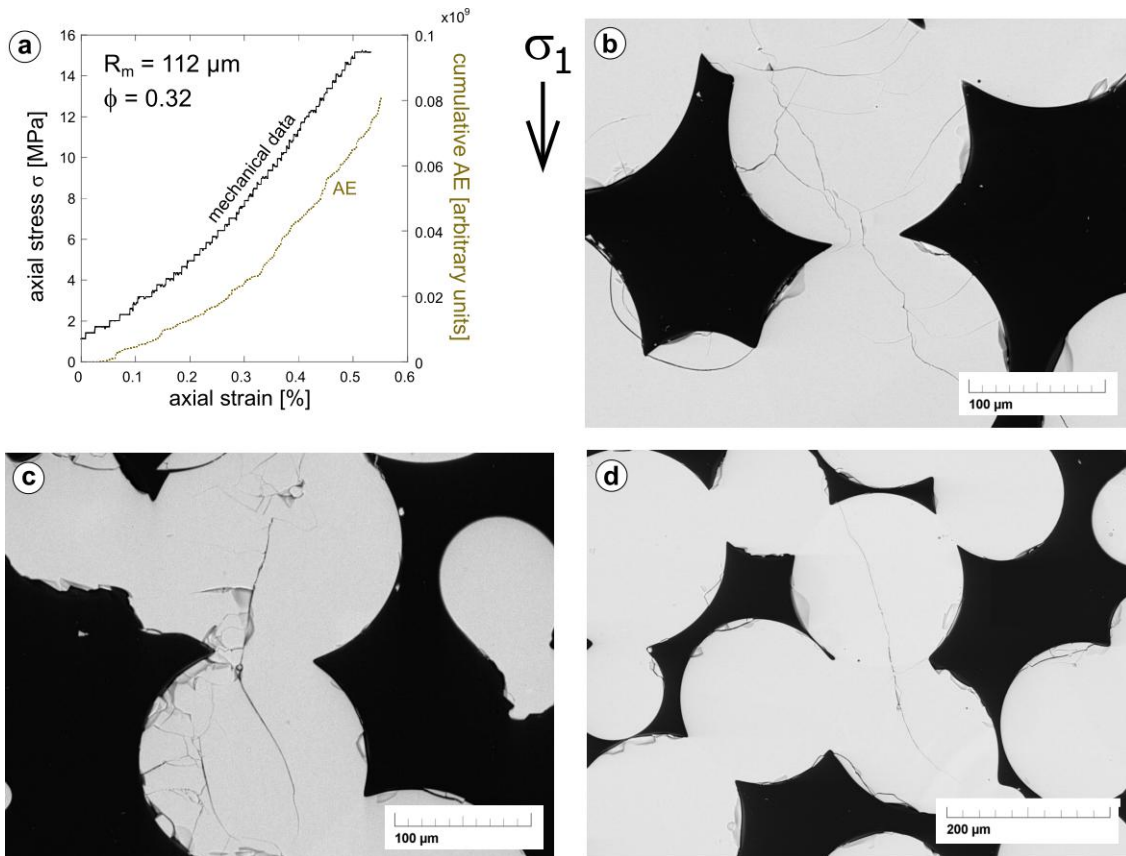 a
R_m = 112 µm
ϕ = 0.32
mechanical data
AE
axial stress σ [MPa]
16
14
12
10
8
6
4
2
0
0
0.1
0.2
0.3
0.4
0.5
0.6
axial strain [%]
x10⁹
0.1
0.08
0.06
0.04
0.02
0
cumulative AE [arbitrary units]
σ₁
b
100 µm
c
100 µm
d
200 µm